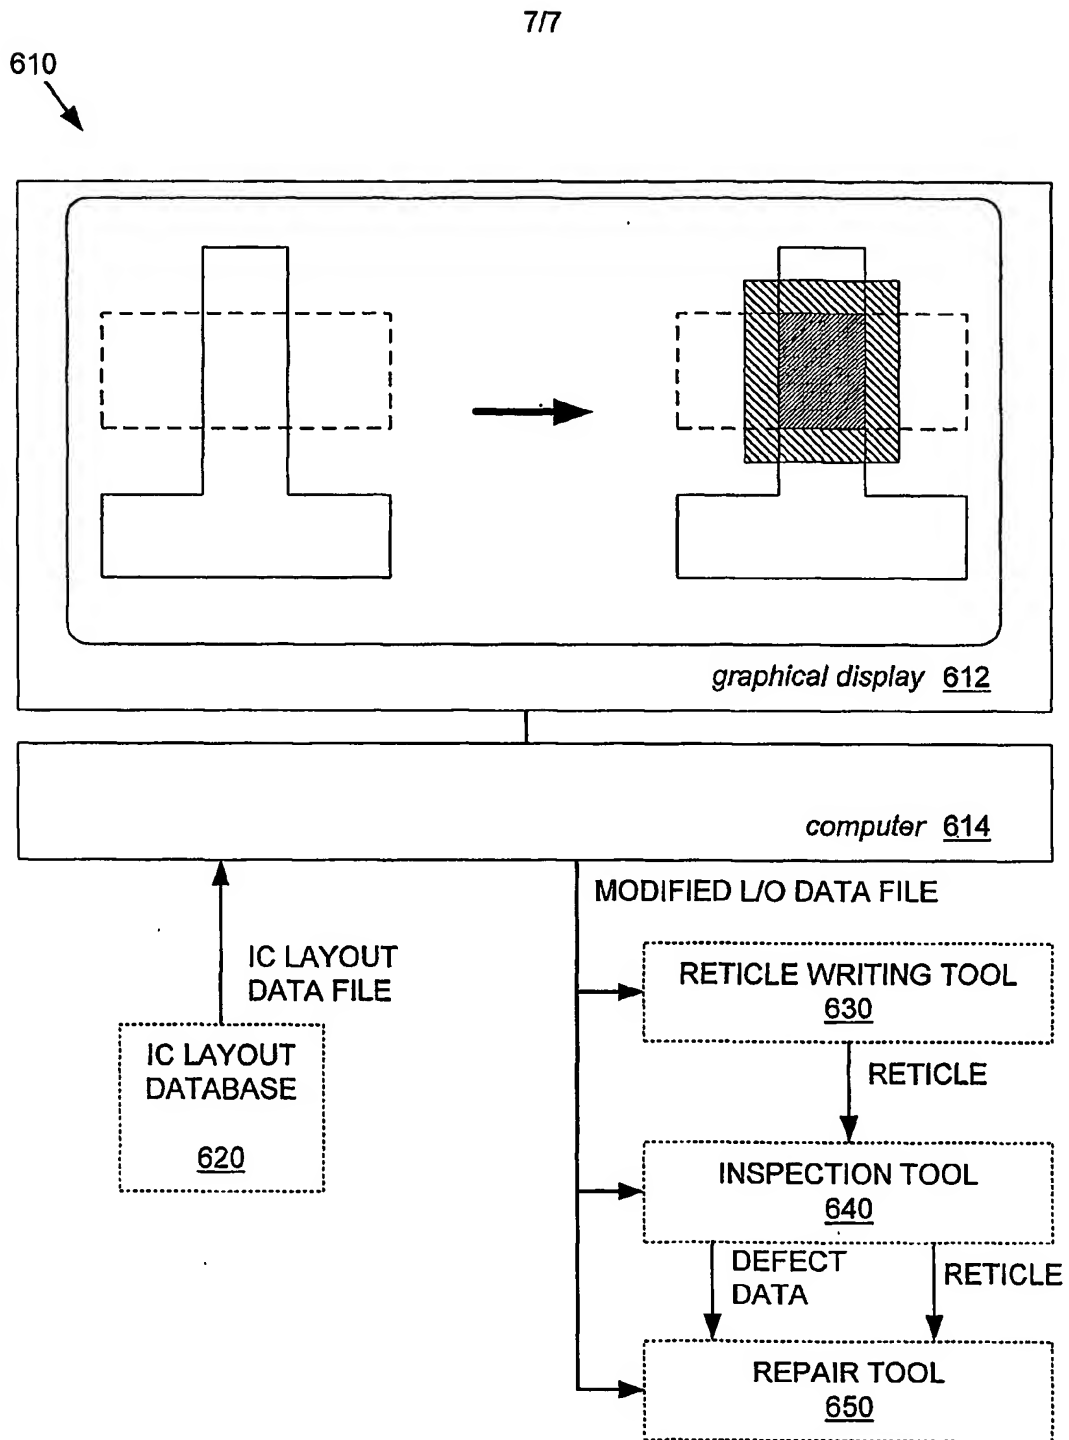 7/7
610
graphical display 612
computer 614
MODIFIED L/O DATA FILE
IC LAYOUT
DATA FILE
RETICLE WRITING TOOL
630
IC LAYOUT
DATABASE
620
RETICLE
INSPECTION TOOL
640
DEFECT
DATA
RETICLE
REPAIR TOOL
650